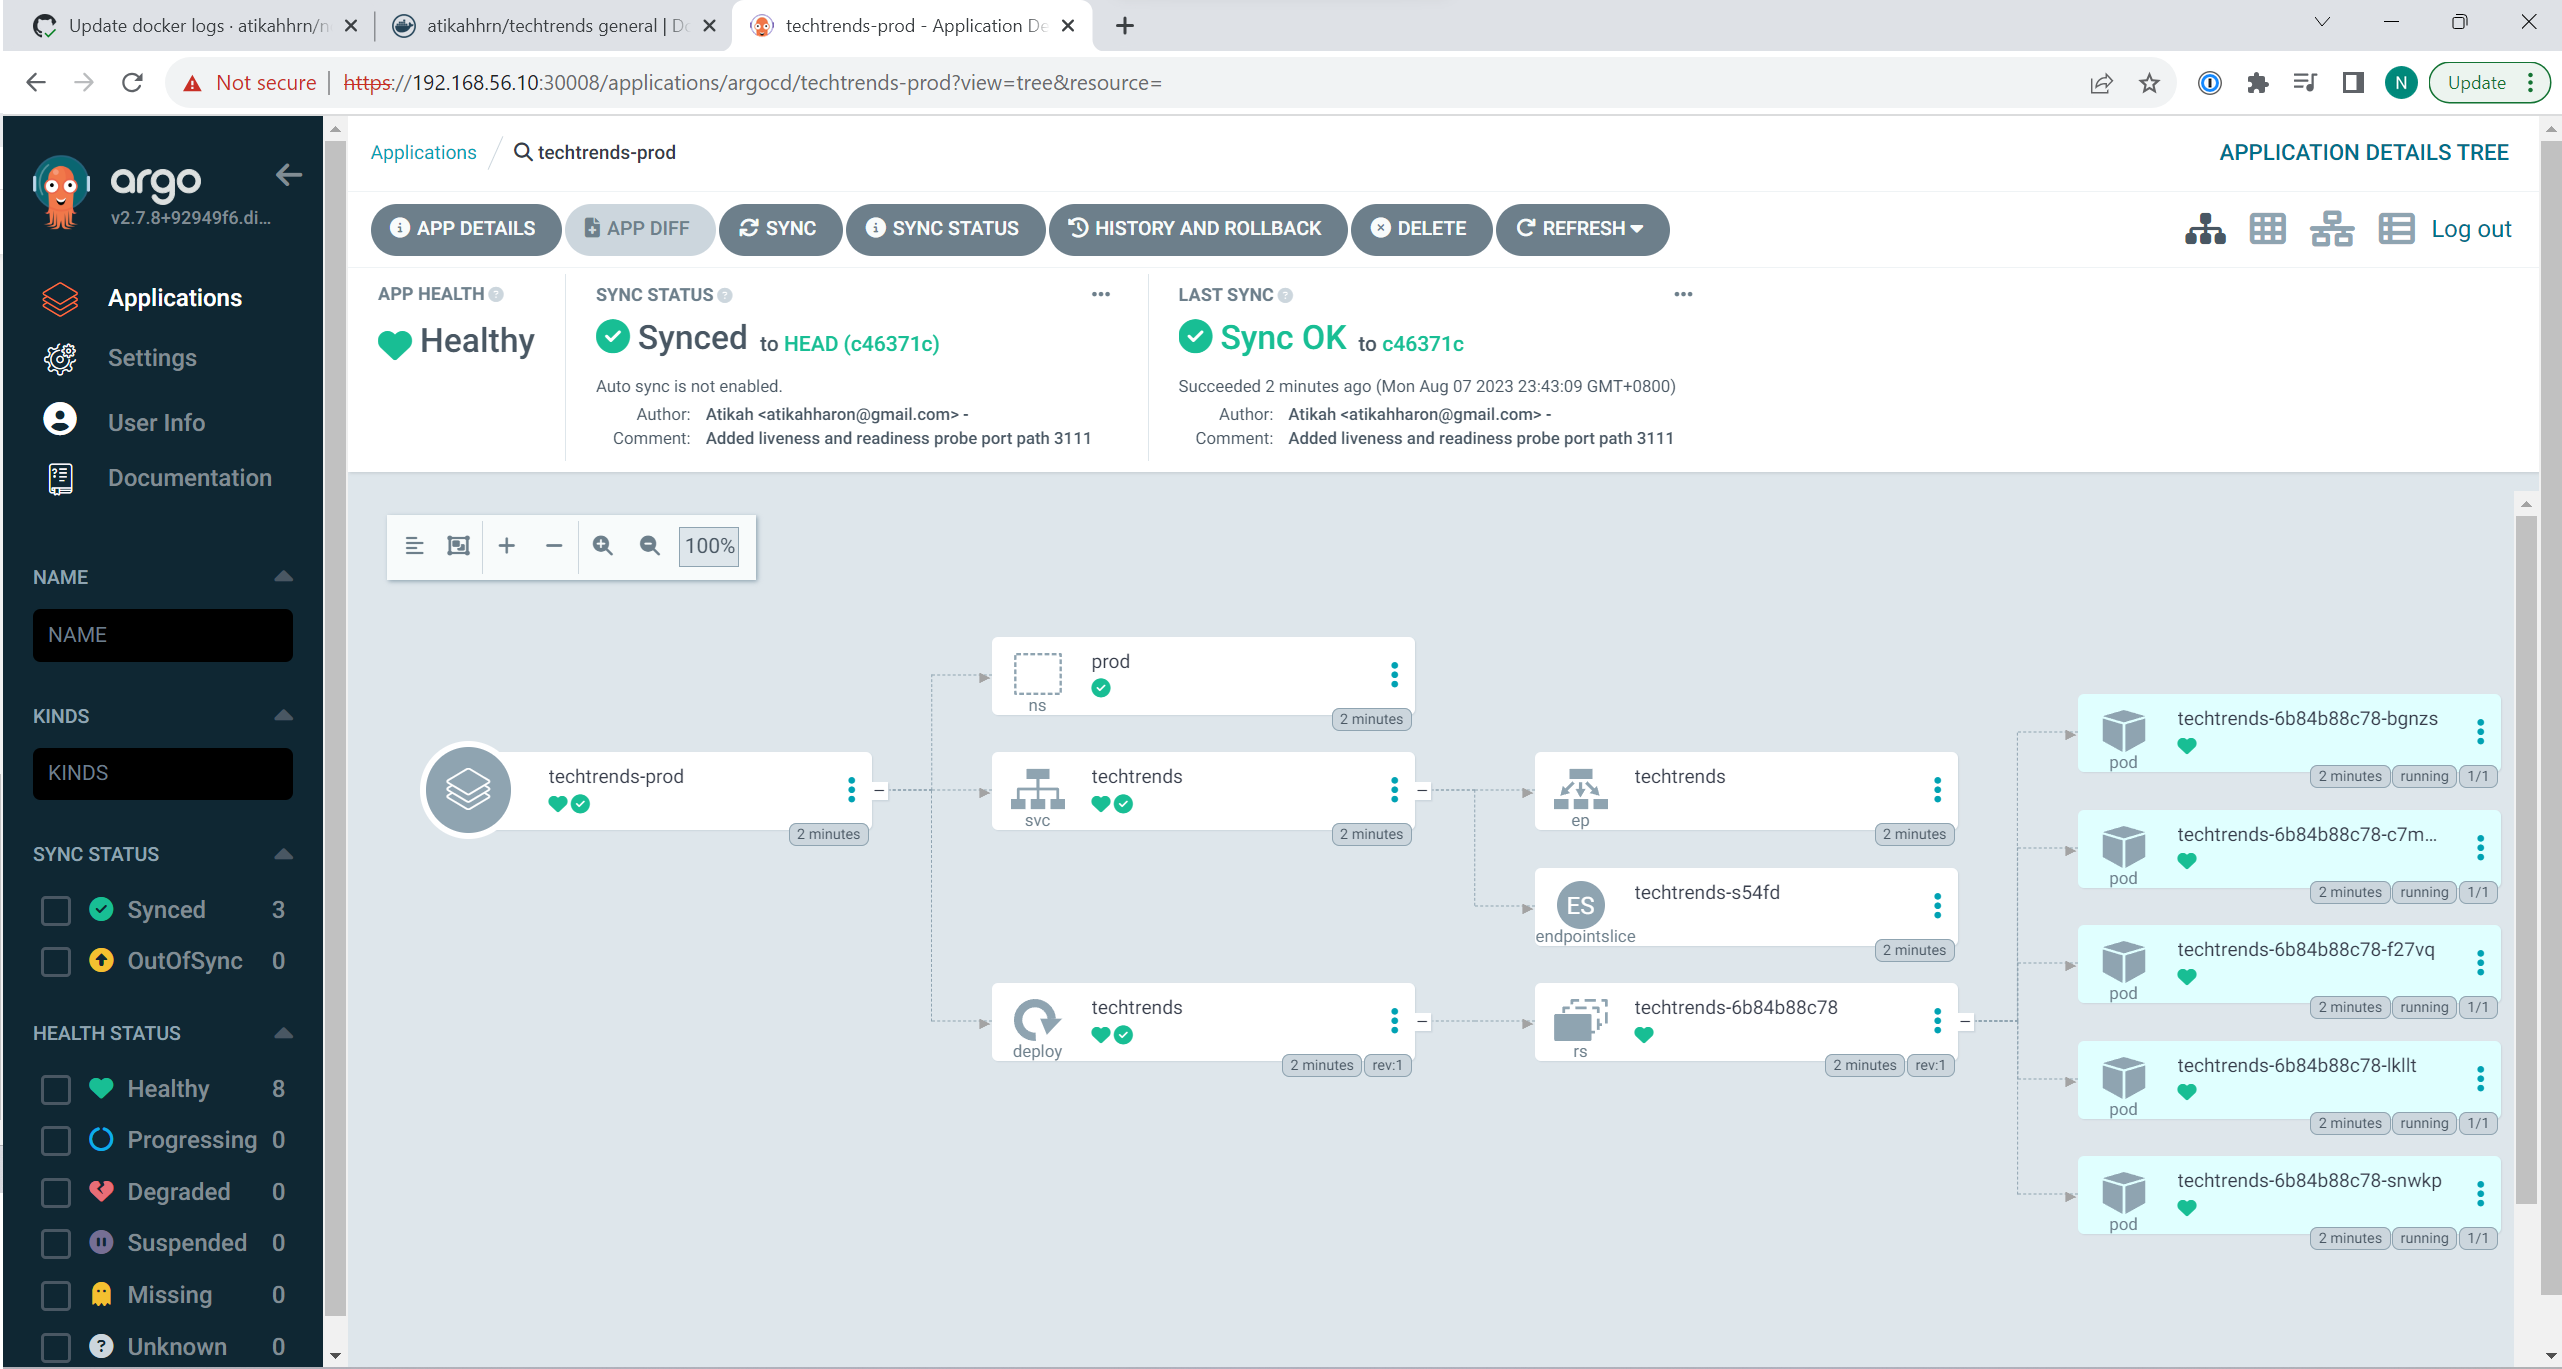 Update docker logs · atikahhrn/n
atikahhrn/techtrends general | Do
techtrends-prod - Application De
Not secure | https://192.168.56.10:30008/applications/argocd/techtrends-prod?view=tree&resource=
N
Update
argo
v2.7.8+92949f6.di...
Applications
Settings
User Info
Documentation
NAME
NAME
KINDS
KINDS
SYNC STATUS
Synced 3
OutOfSync 0
HEALTH STATUS
Healthy 8
Progressing 0
Degraded 0
Suspended 0
Missing 0
Unknown 0
Applications / techtrends-prod
APPLICATION DETAILS TREE
APP DETAILS APP DIFF SYNC SYNC STATUS HISTORY AND ROLLBACK DELETE REFRESH
Log out
APP HEALTH
Healthy
SYNC STATUS
Synced to HEAD (c46371c)
Auto sync is not enabled.
Author: Atikah <atikahharon@gmail.com> -
Comment: Added liveness and readiness probe port path 3111
LAST SYNC
Sync OK to c46371c
Succeeded 2 minutes ago (Mon Aug 07 2023 23:43:09 GMT+0800)
Author: Atikah <atikahharon@gmail.com> -
Comment: Added liveness and readiness probe port path 3111
100%
techtrends-prod
2 minutes
prod
ns
2 minutes
techtrends
svc
2 minutes
techtrends
deploy
2 minutes rev:1
techtrends
ep
2 minutes
ES
techtrends-s54fd
endpointslice
2 minutes
techtrends-6b84b88c78
rs
2 minutes rev:1
techtrends-6b84b88c78-bgnzs
pod
2 minutes running 1/1
techtrends-6b84b88c78-c7m...
pod
2 minutes running 1/1
techtrends-6b84b88c78-f27vq
pod
2 minutes running 1/1
techtrends-6b84b88c78-lkllt
pod
2 minutes running 1/1
techtrends-6b84b88c78-snwkp
pod
2 minutes running 1/1